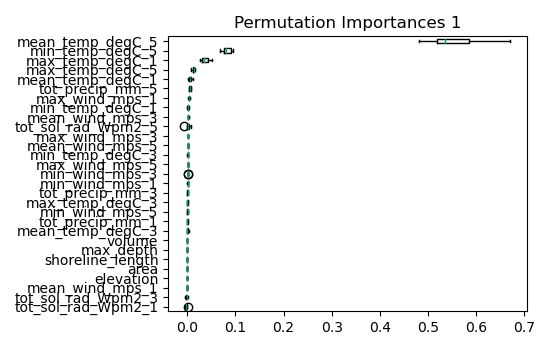 Permutation Importances 1
mean_temp_degC_5
min_temp_degC_5
max_temp_degC_1
max_temp_degC_5
mean_temp_degC_1
tot_precip_mm_5
max_wind_mps_1
min_temp_degC_1
mean_wind_mps_3
tot_sol_rad_Wpm2_5
max_wind_mps_3
mean_wind_mps_5
min_temp_degC_3
max_wind_mps_5
min_wind_mps_3
min_wind_mps_1
tot_precip_mm_3
max_temp_degC_3
min_wind_mps_5
tot_precip_mm_1
mean_temp_degC_3
volume
max_depth
shoreline_length
area
elevation
mean_wind_mps_1
tot_sol_rad_Wpm2_3
tot_sol_rad_Wpm2_1
0.0 0.1 0.2 0.3 0.4 0.5 0.6 0.7